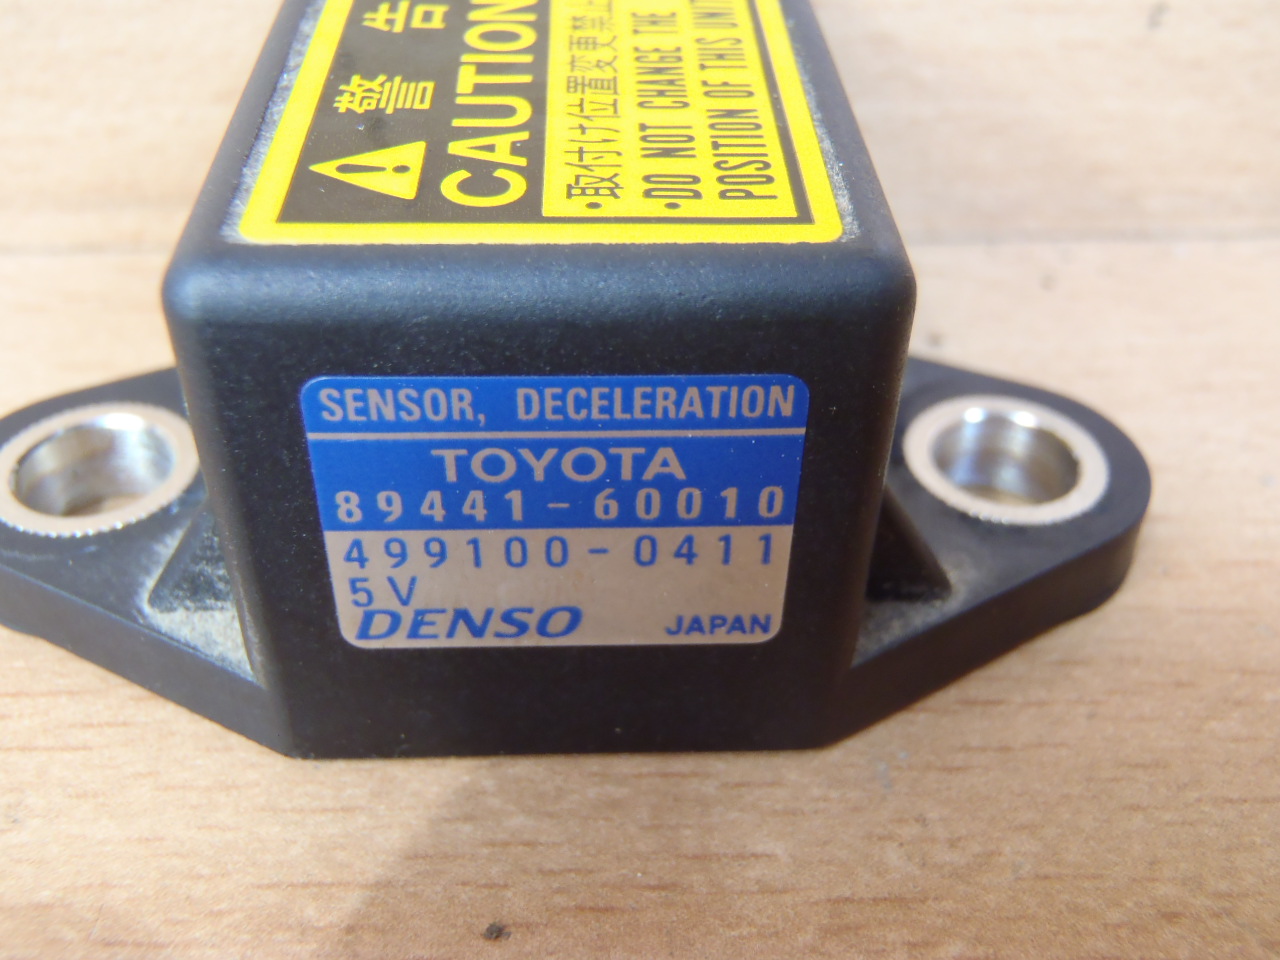 警告
CAUTION
・取付け位置変更禁止
・DO NOT CHANGE THE
POSITION OF THIS UNIT
SENSOR, DECELERATION
TOYOTA
89441-60010
499100-0411
5V
DENSO JAPAN